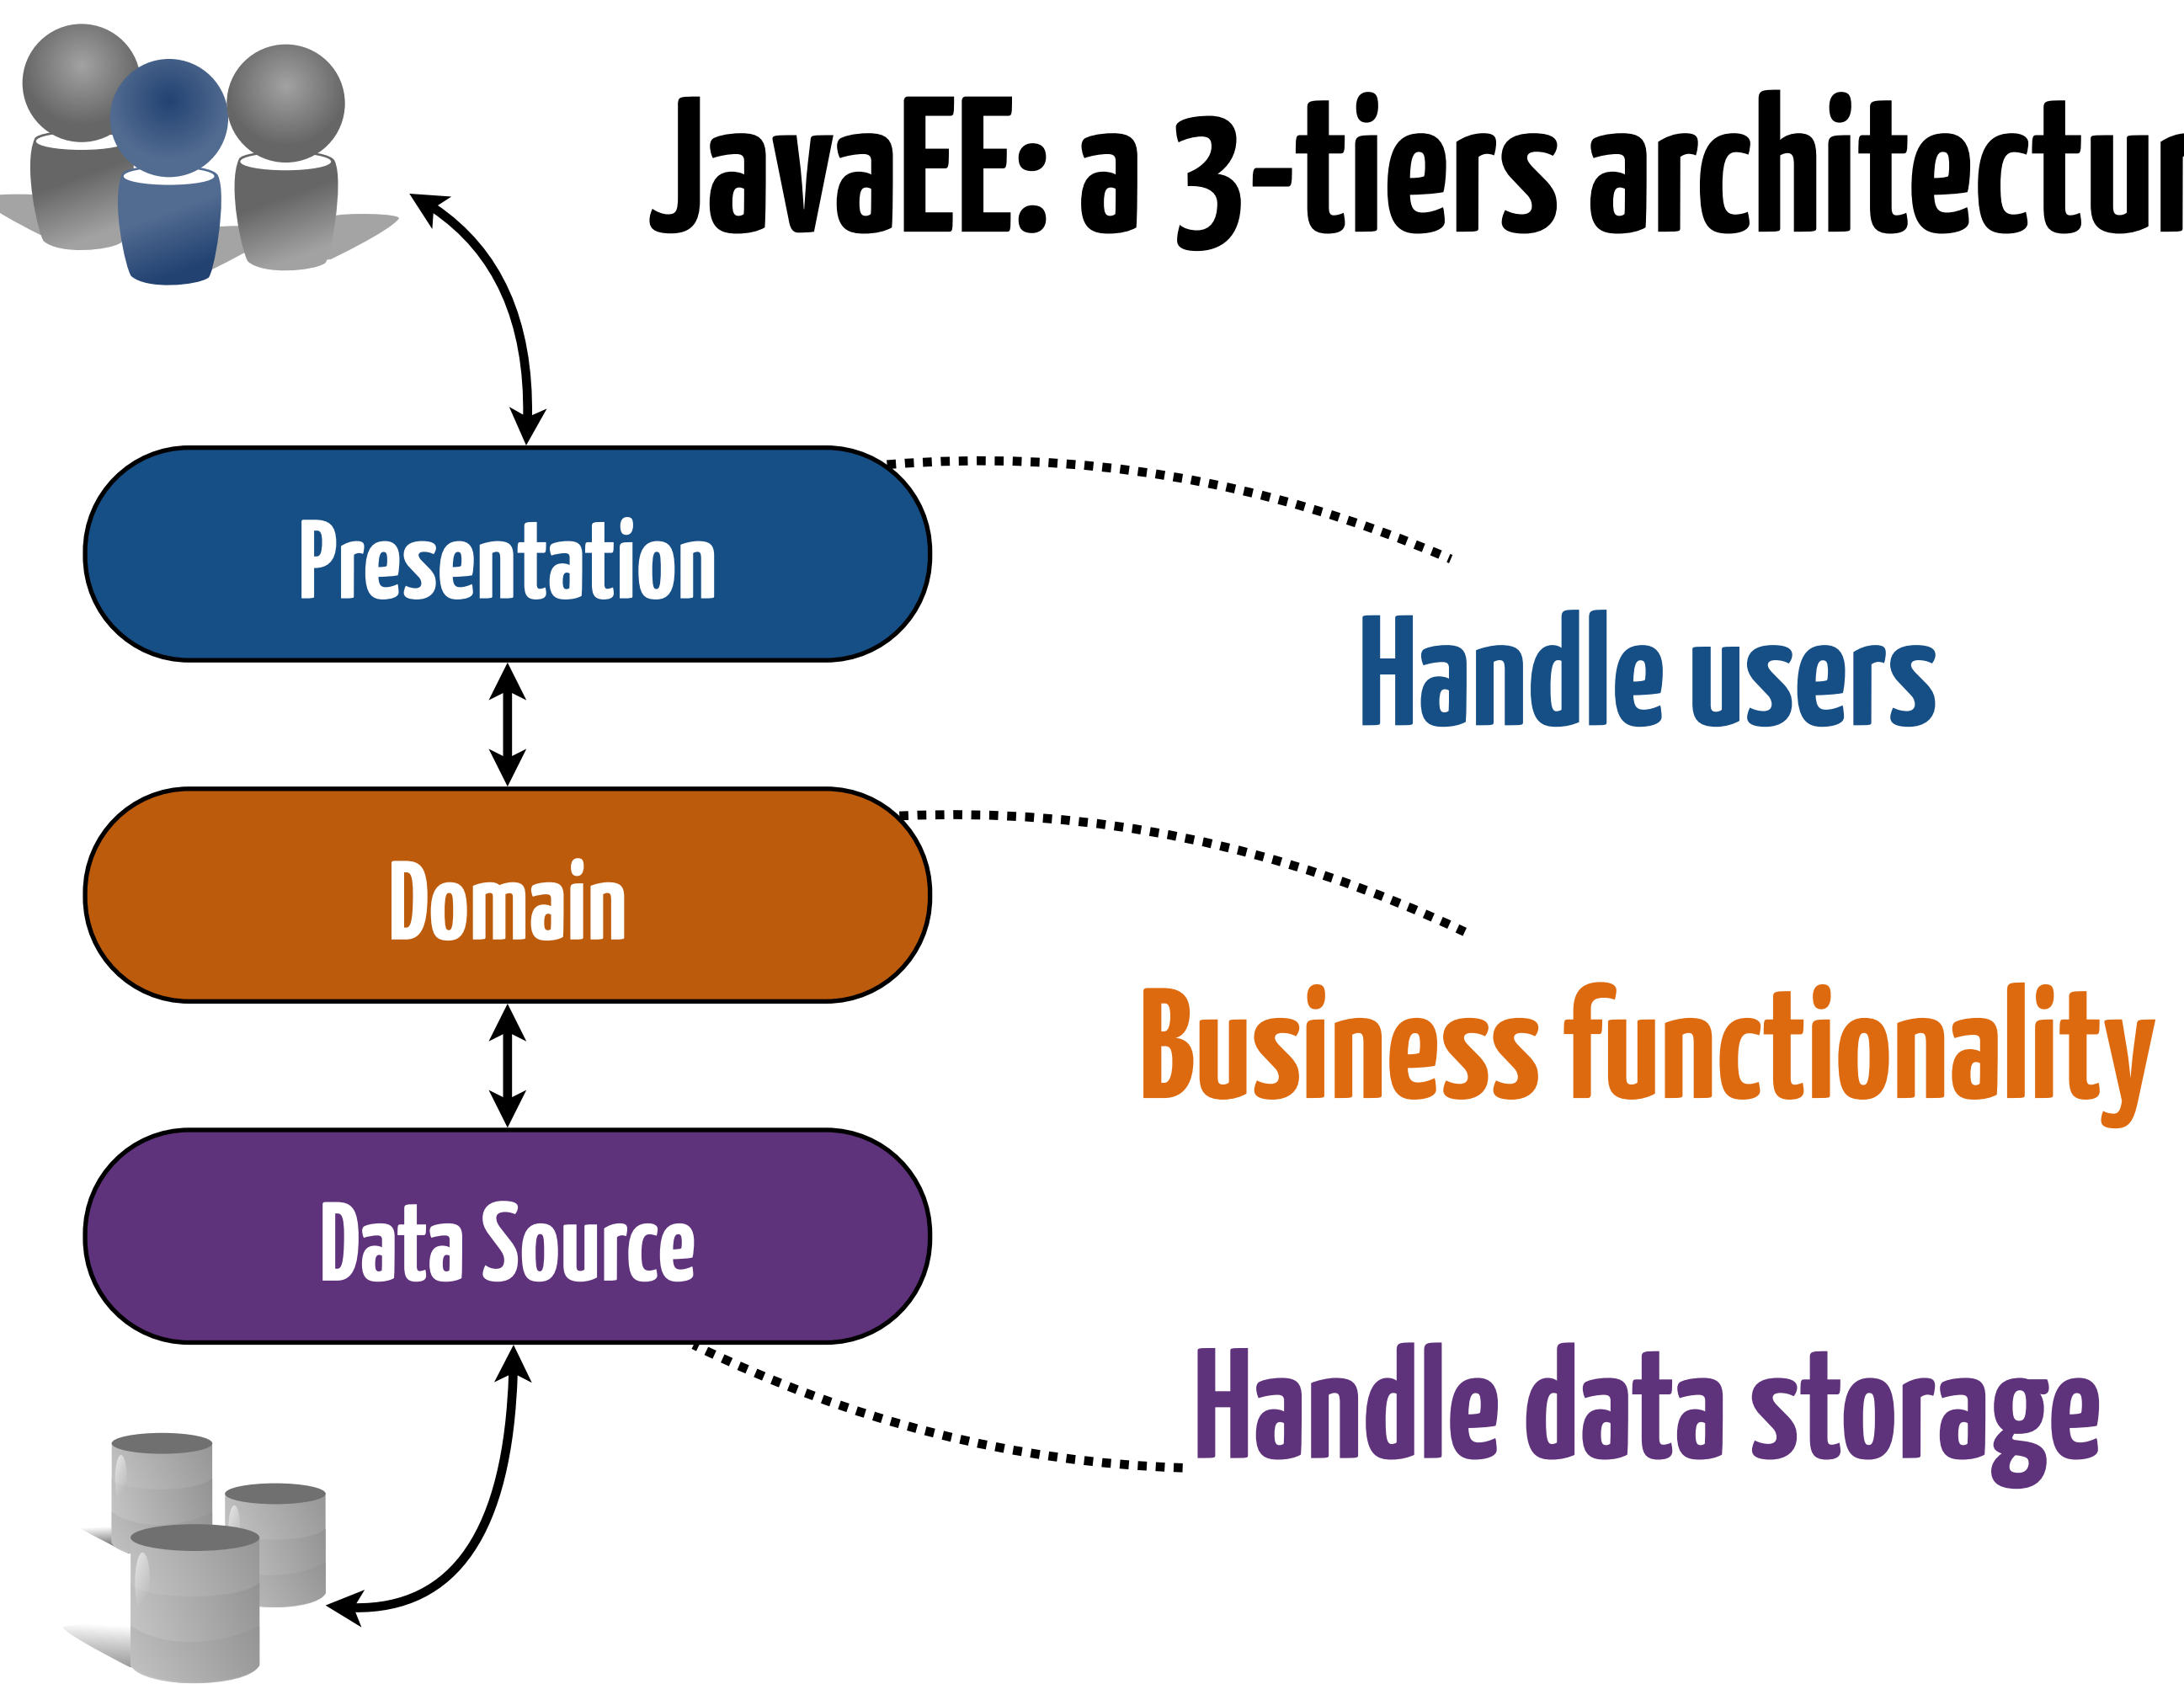 JavaEE: a 3-tiers architectur
Presentation
Handle users
Domain
Business functionality
Data Source
Handle data storage